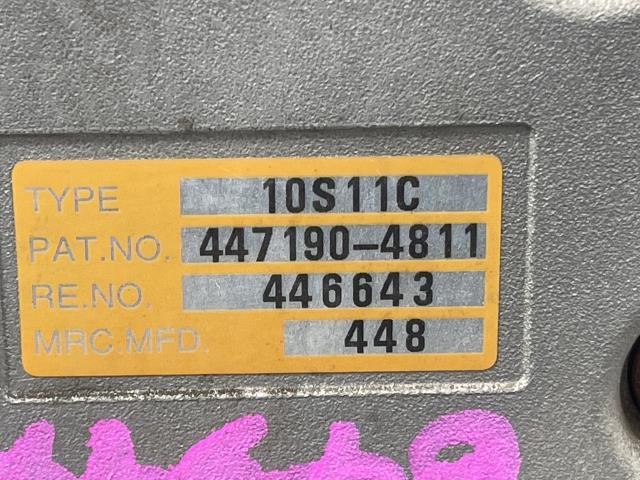 TYPE 10S11C
PAT.NO. 447190-4811
RE.NO. 446643
MRC.MFD. 448